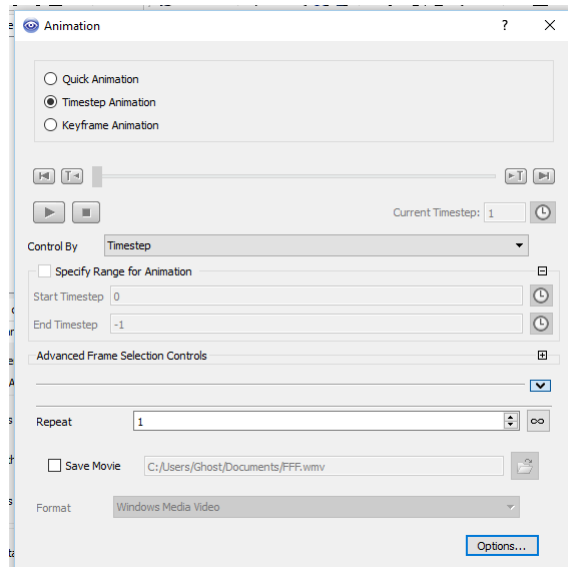 Animation ?
Quick Animation
Timestep Animation
Keyframe Animation
T T
Current Timestep: 1
Control By Timestep
Specify Range for Animation
Start Timestep 0
End Timestep -1
Advanced Frame Selection Controls
Repeat 1 ∞
Save Movie C:/Users/Ghost/Documents/FFF.wmv
Format Windows Media Video
Options...